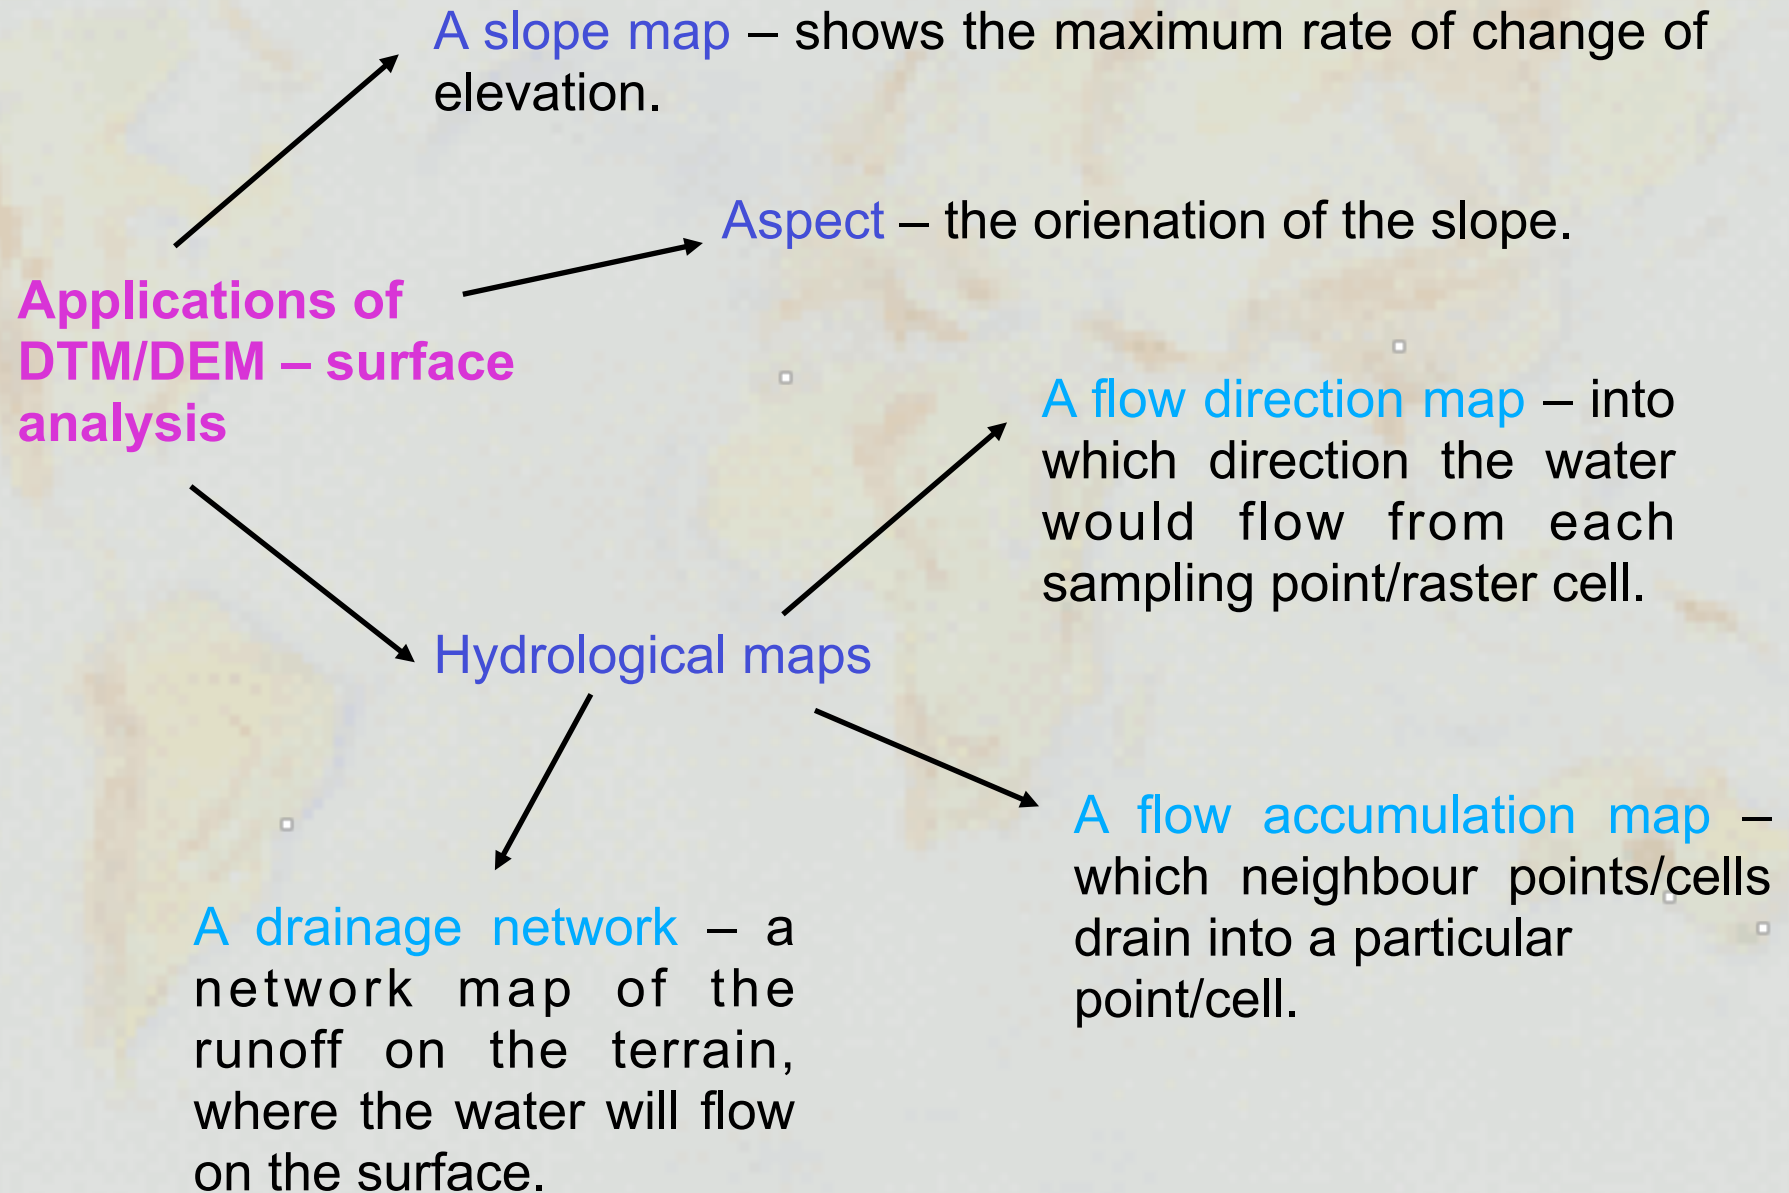 A slope map – shows the maximum rate of change of
elevation.
Aspect – the orienation of the slope.
Applications of
DTM/DEM – surface
analysis
A flow direction map – into
which direction the water
would flow from each
sampling point/raster cell.
Hydrological maps
A flow accumulation map –
which neighbour points/cells
drain into a particular
point/cell.
A drainage network – a
network map of the
runoff on the terrain,
where the water will flow
on the surface.